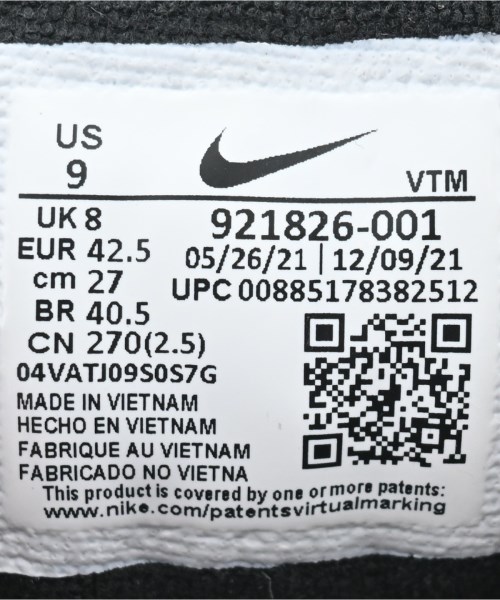 US
9
VTM
UK 8
EUR 42.5
cm 27
BR 40.5
CN 270(2.5)
921826-001
05/26/21 | 12/09/21
UPC 00885178382512
04VATJ09S0S7G
MADE IN VIETNAM
HECHO EN VIETNAM
FABRIQUE AU VIETNAM
FABRICADO NO VIETNA
This product is covered by one or more patents:
www.nike.com/patentsvirtualmarking